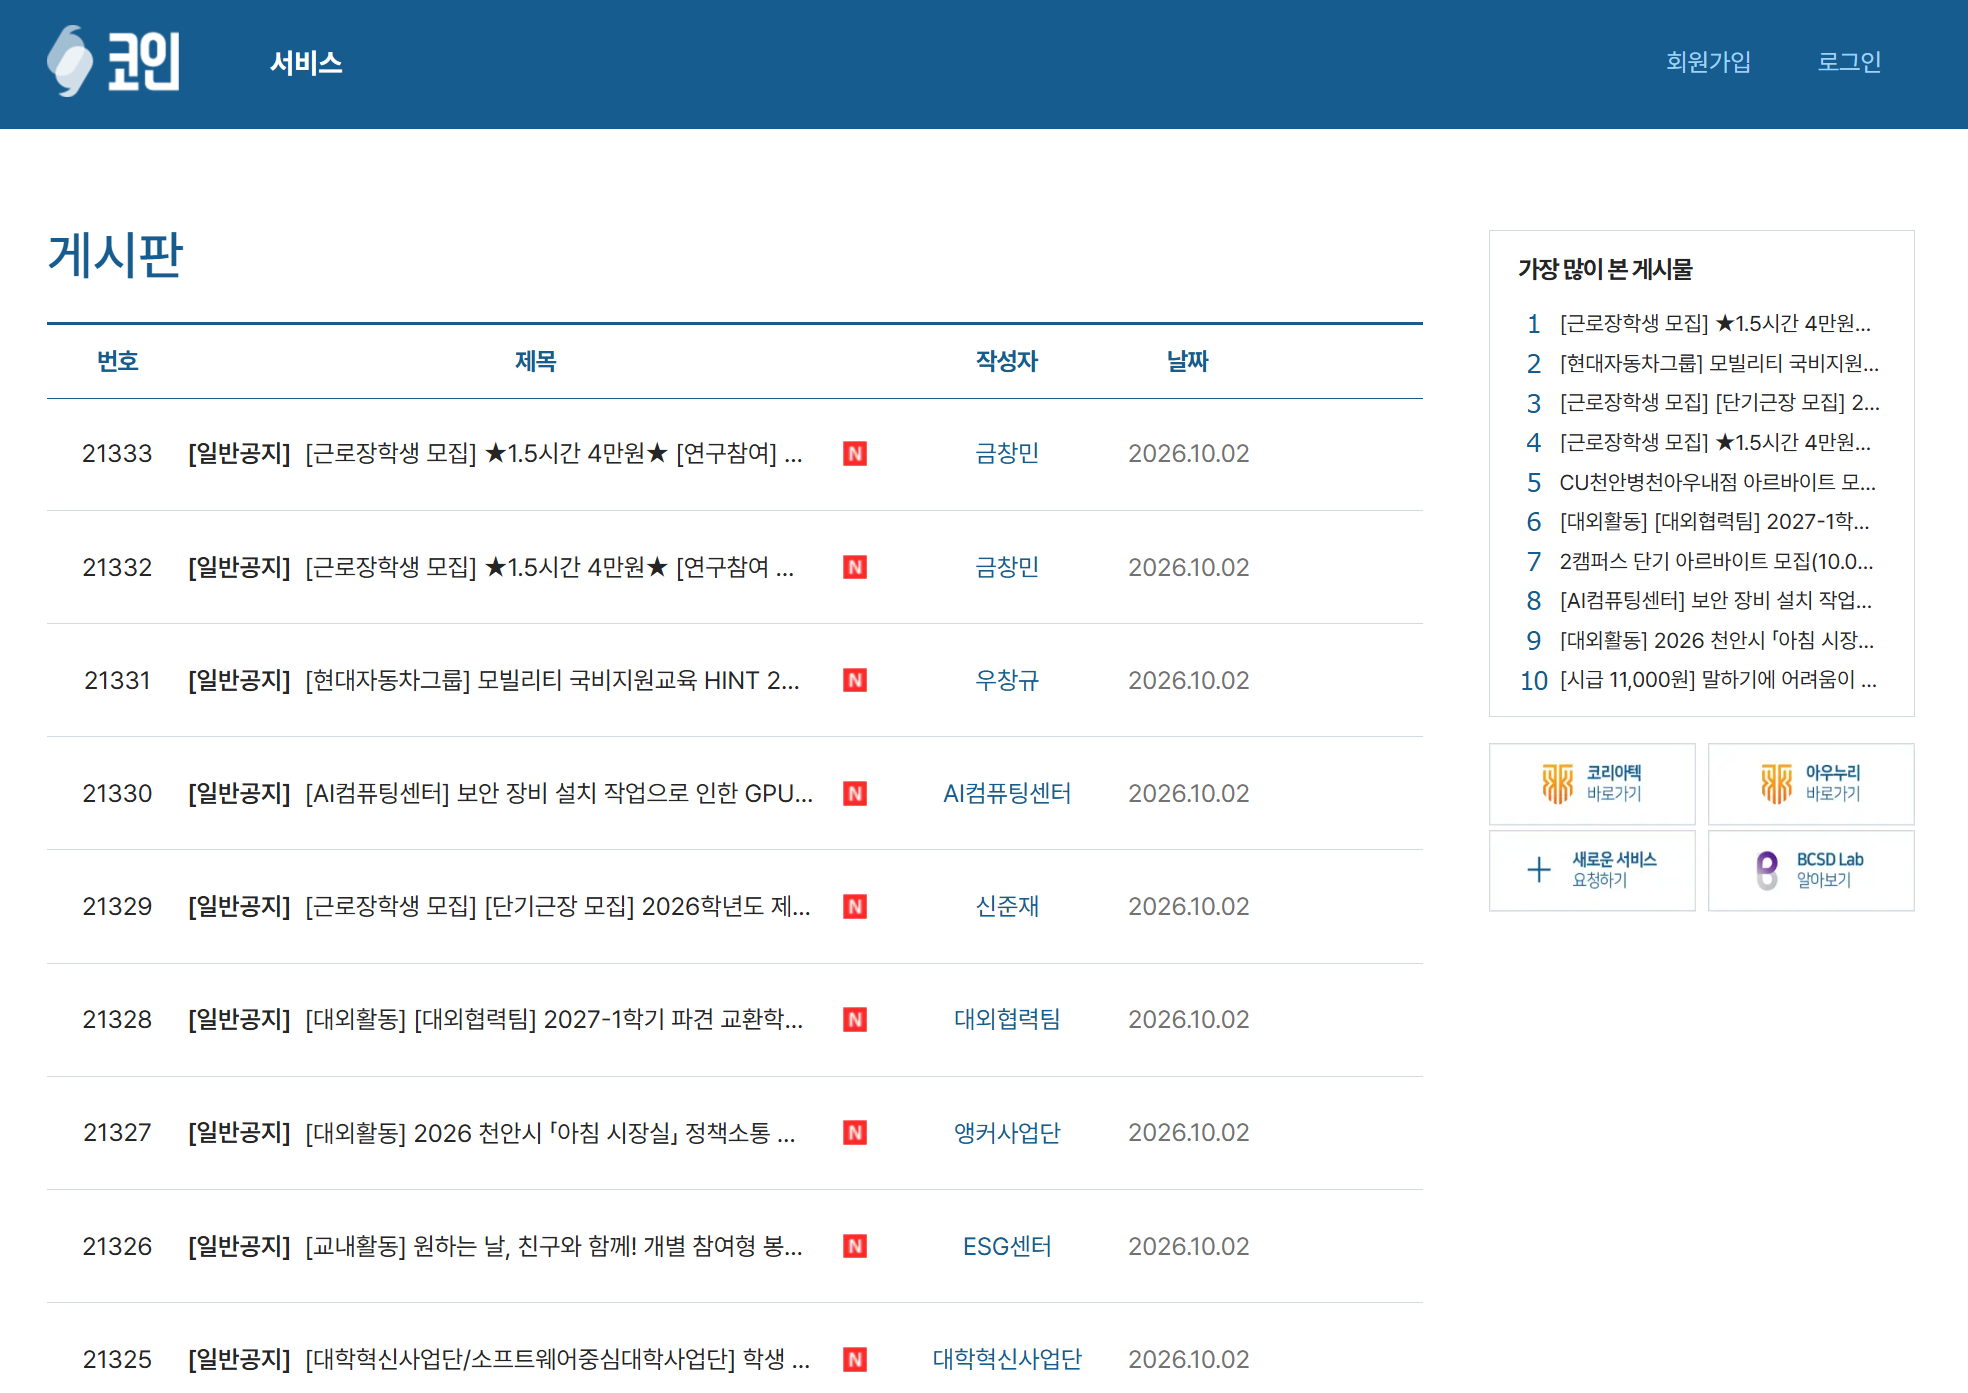 코인
서비스
회원가입
로그인
게시판
번호 제목 작성자 날짜
21333 [일반공지] [근로장학생 모집] ★1.5시간 4만원★ [연구참여] ... N 금창민 2026.10.02
21332 [일반공지] [근로장학생 모집] ★1.5시간 4만원★ [연구참여 ... N 금창민 2026.10.02
21331 [일반공지] [현대자동차그룹] 모빌리티 국비지원교육 HINT 2... N 우창규 2026.10.02
21330 [일반공지] [AI컴퓨팅센터] 보안 장비 설치 작업으로 인한 GPU... N AI컴퓨팅센터 2026.10.02
21329 [일반공지] [근로장학생 모집] [단기근장 모집] 2026학년도 제... N 신준재 2026.10.02
21328 [일반공지] [대외활동] [대외협력팀] 2027-1학기 파견 교환학... N 대외협력팀 2026.10.02
21327 [일반공지] [대외활동] 2026 천안시 「아침 시장실」 정책소통 ... N 앵커사업단 2026.10.02
21326 [일반공지] [교내활동] 원하는 날, 친구와 함께! 개별 참여형 봉... N ESG센터 2026.10.02
21325 [일반공지] [대학혁신사업단/소프트웨어중심대학사업단] 학생 ... N 대학혁신사업단 2026.10.02
가장 많이 본 게시물
1 [근로장학생 모집] ★1.5시간 4만원...
2 [현대자동차그룹] 모빌리티 국비지원...
3 [근로장학생 모집] [단기근장 모집] 2...
4 [근로장학생 모집] ★1.5시간 4만원...
5 CU천안병천아우내점 아르바이트 모...
6 [대외활동] [대외협력팀] 2027-1학...
7 2캠퍼스 단기 아르바이트 모집(10.0...
8 [AI컴퓨팅센터] 보안 장비 설치 작업...
9 [대외활동] 2026 천안시 「아침 시장...
10 [시급 11,000원] 말하기에 어려움이 ...
코리아텍
바로가기
아우누리
바로가기
새로운 서비스
요청하기
BCSD Lab
알아보기